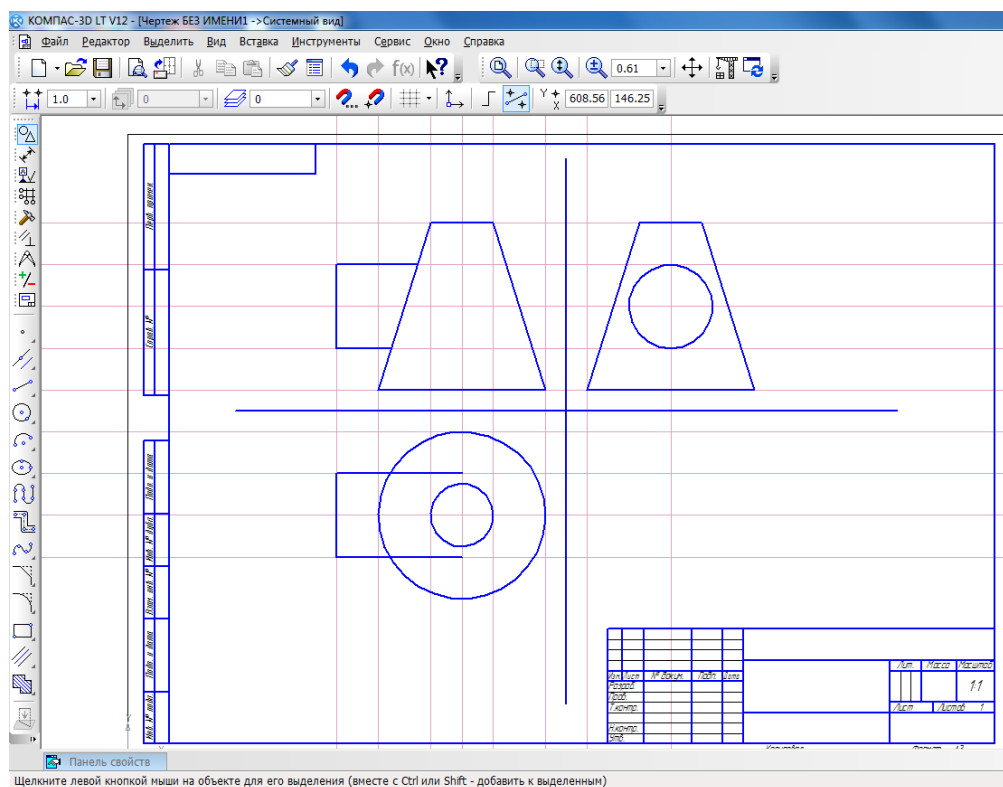 КОМПАС-3D LT V12 - [Чертеж БЕЗ ИМЕНИ1 ->Системный вид]
Файл Редактор Выделить Вид Вставка Инструменты Сервис Окно Справка
f(x) 0.61
1.0 0 0 608.56 146.25
Перв. примен.
Справ. №
Подп. и дата
Инв. № дубл.
Взам. инв. №
Подп. и дата
Инв. № подл.
Лит. Масса Масштаб
Изм. Лист № докум. Подп. Дата
Разраб. 1:1
Пров.
Т.контр. Лист Листов 1
Н.контр.
Утв.
Копировал Формат А3
Y
X
Панель свойств
Щелкните левой кнопкой мыши на объекте для его выделения (вместе с Ctrl или Shift - добавить к выделенным)